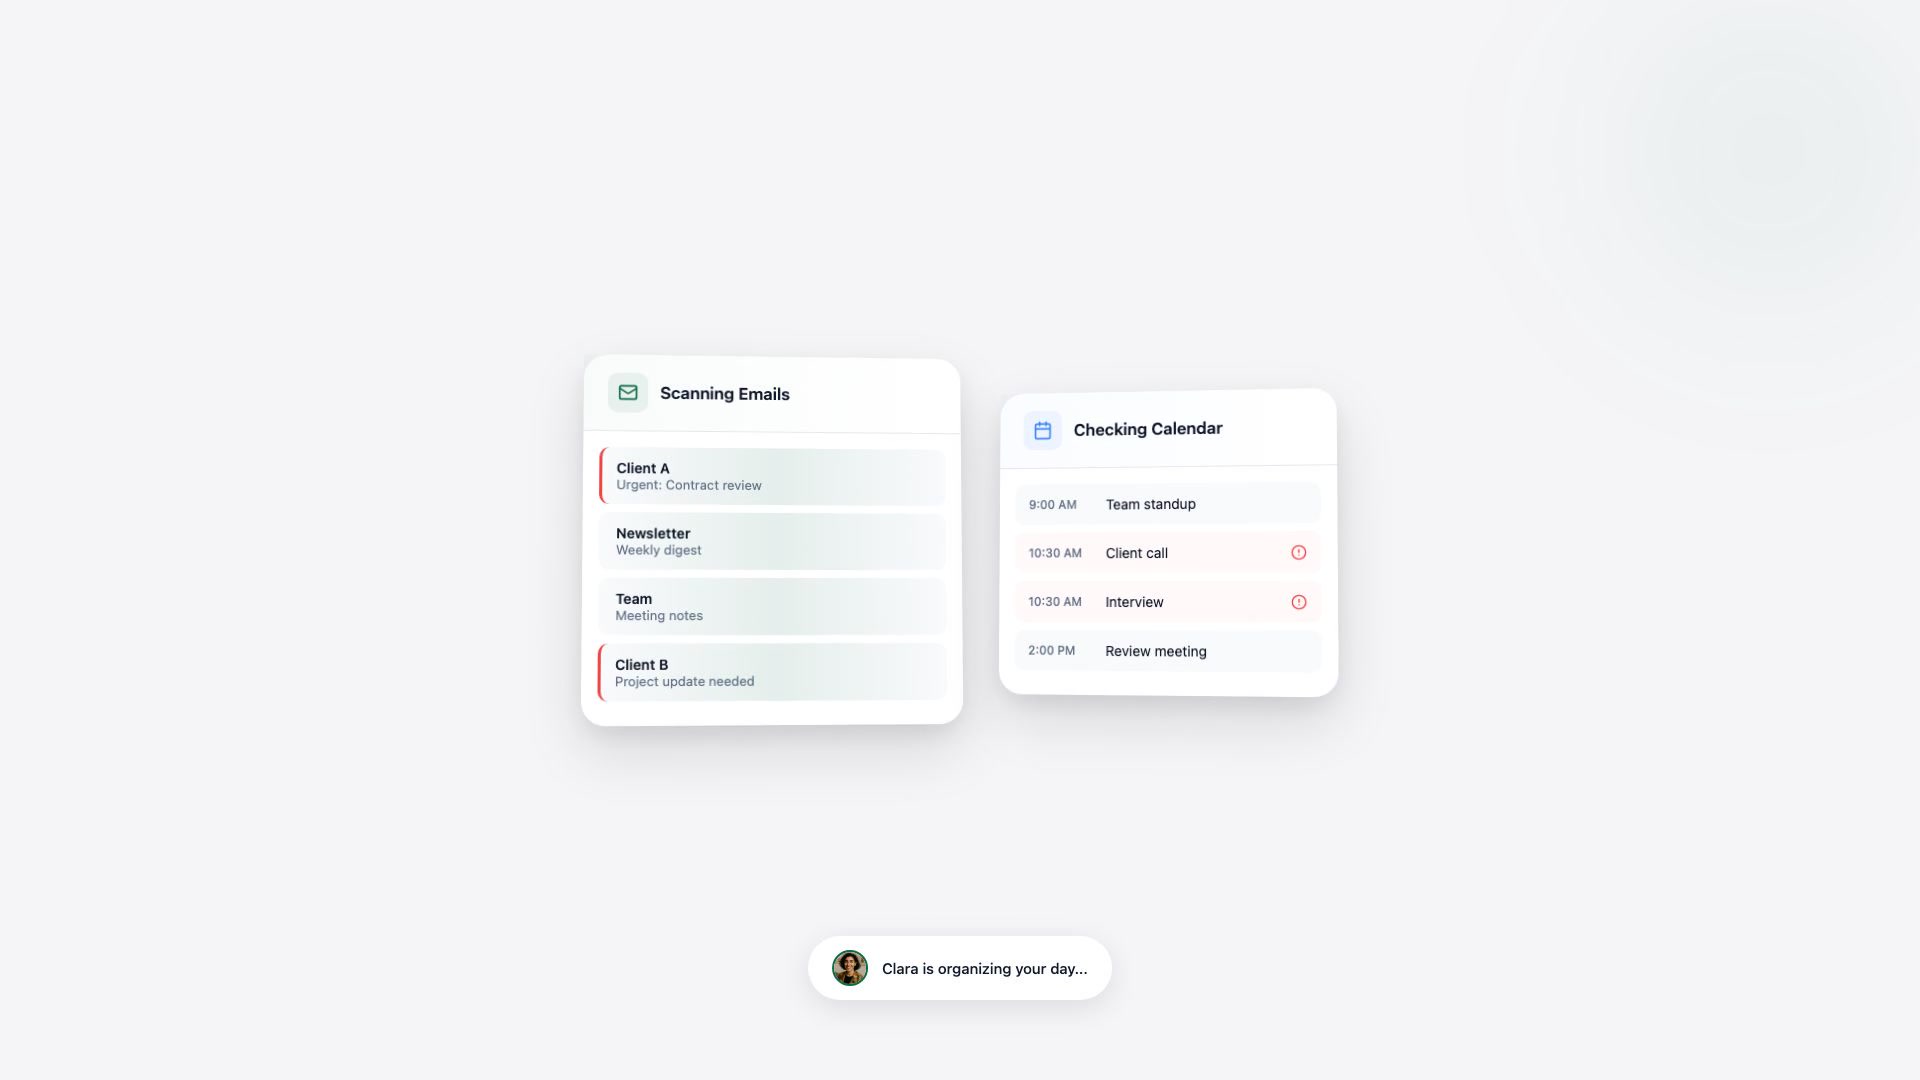 Scanning Emails
Client A
Urgent: Contract review
Newsletter
Weekly digest
Team
Meeting notes
Client B
Project update needed
Checking Calendar
9:00 AM Team standup
10:30 AM Client call
10:30 AM Interview
2:00 PM Review meeting
Clara is organizing your day...